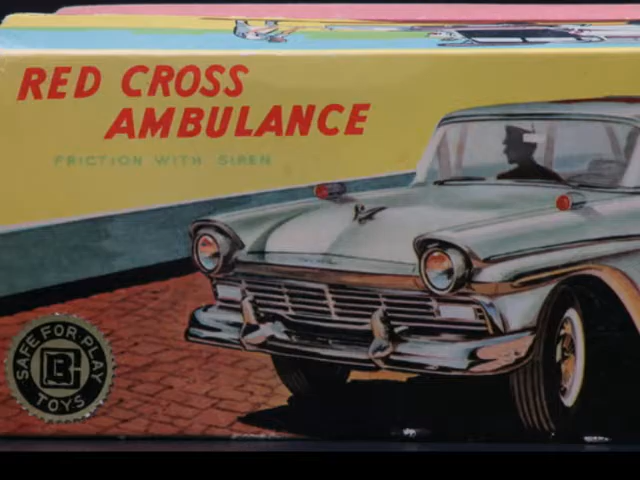 RED CROSS
AMBULANCE
FRICTION WITH SIREN
SAFE FOR PLAY
TOYS